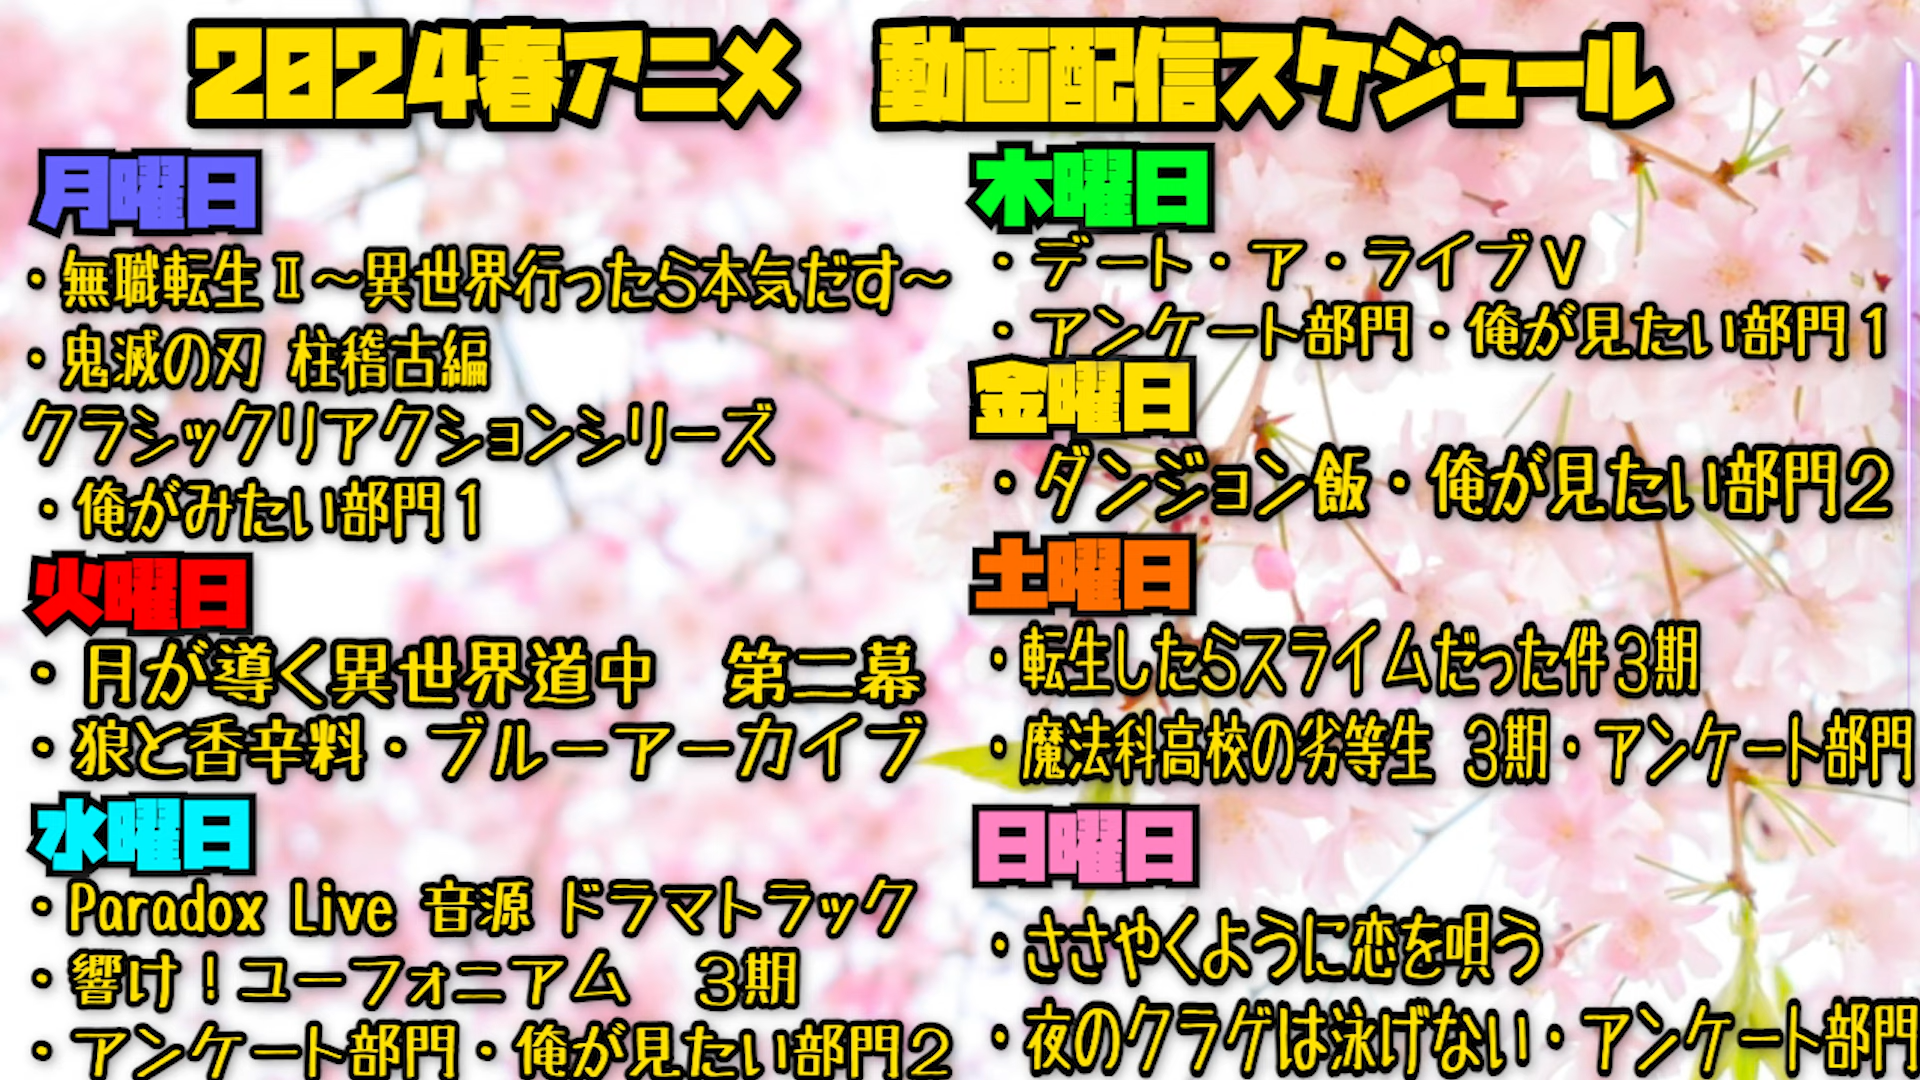 2024春アニメ　動画配信スケジュール
月曜日
・無職転生Ⅱ～異世界行ったら本気だす～
・鬼滅の刃 柱稽古編
クラシックリアクションシリーズ
・俺がみたい部門１
火曜日
・月が導く異世界道中　第二幕
・狼と香辛料・ブルーアーカイブ
水曜日
・Paradox Live 音源 ドラマトラック
・響け！ユーフォニアム　３期
・アンケート部門・俺が見たい部門２
木曜日
・デート・ア・ライブⅤ
・アンケート部門・俺が見たい部門１
金曜日
・ダンジョン飯・俺が見たい部門２
土曜日
・転生したらスライムだった件３期
・魔法科高校の劣等生 ３期・アンケート部門
日曜日
・ささやくように恋を唄う
・夜のクラゲは泳げない・アンケート部門